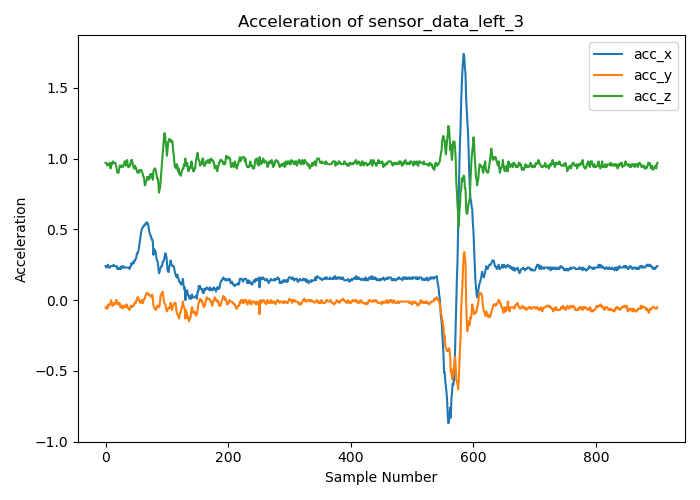 Acceleration of sensor_data_left_3
acc_x
acc_y
acc_z
Acceleration
1.5
1.0
0.5
0.0
−0.5
−1.0
0 200 400 600 800
Sample Number